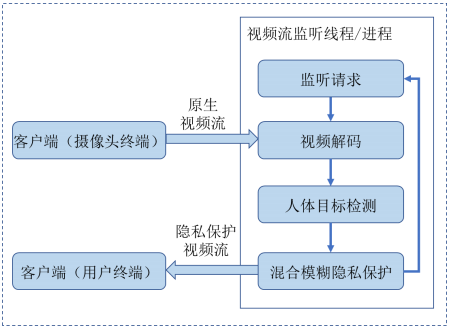 视频流监听线程/进程
监听请求
原生
视频流
客户端（摄像头终端）
视频解码
人体目标检测
隐私保护
视频流
客户端（用户终端）
混合模糊隐私保护